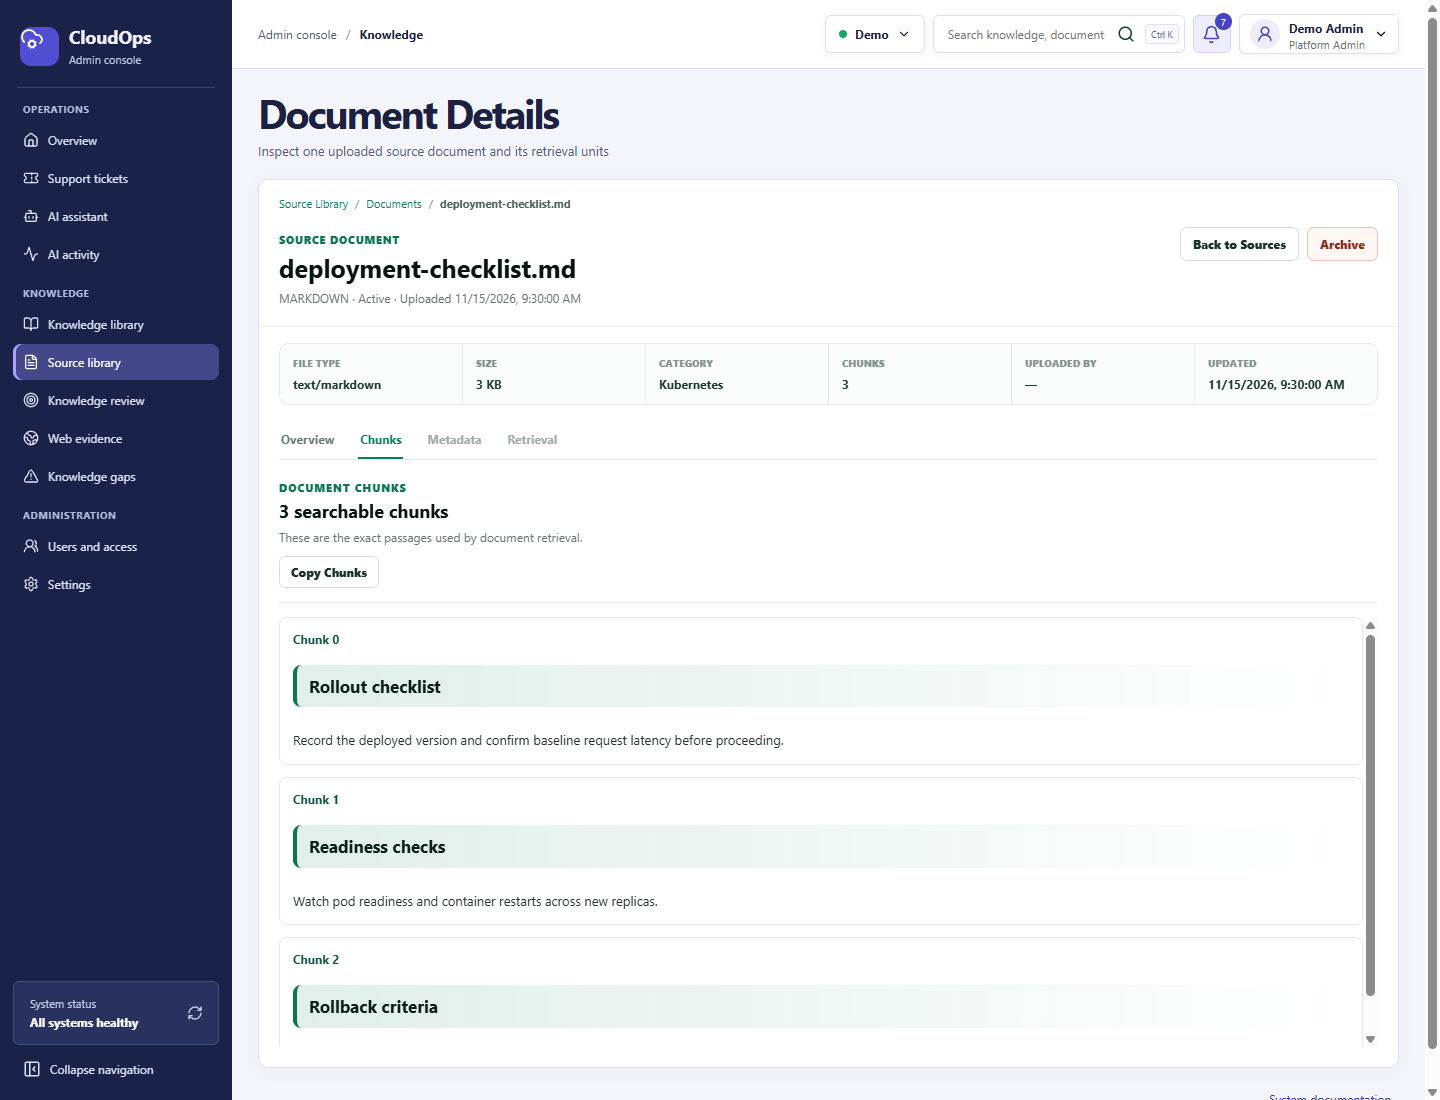 CloudOps
Admin console
OPERATIONS
Overview
Support tickets
AI assistant
AI activity
KNOWLEDGE
Knowledge library
Source library
Knowledge review
Web evidence
Knowledge gaps
ADMINISTRATION
Users and access
Settings
System status
All systems healthy
Collapse navigation
Admin console / Knowledge
Demo
Search knowledge, document
Ctrl K
7
Demo Admin
Platform Admin
Document Details
Inspect one uploaded source document and its retrieval units
Source Library / Documents / deployment-checklist.md
SOURCE DOCUMENT
deployment-checklist.md
MARKDOWN · Active · Uploaded 11/15/2026, 9:30:00 AM
Back to Sources
Archive
FILE TYPE
text/markdown
SIZE
3 KB
CATEGORY
Kubernetes
CHUNKS
3
UPLOADED BY
—
UPDATED
11/15/2026, 9:30:00 AM
Overview
Chunks
Metadata
Retrieval
DOCUMENT CHUNKS
3 searchable chunks
These are the exact passages used by document retrieval.
Copy Chunks
Chunk 0
Rollout checklist
Record the deployed version and confirm baseline request latency before proceeding.
Chunk 1
Readiness checks
Watch pod readiness and container restarts across new replicas.
Chunk 2
Rollback criteria
System documentation